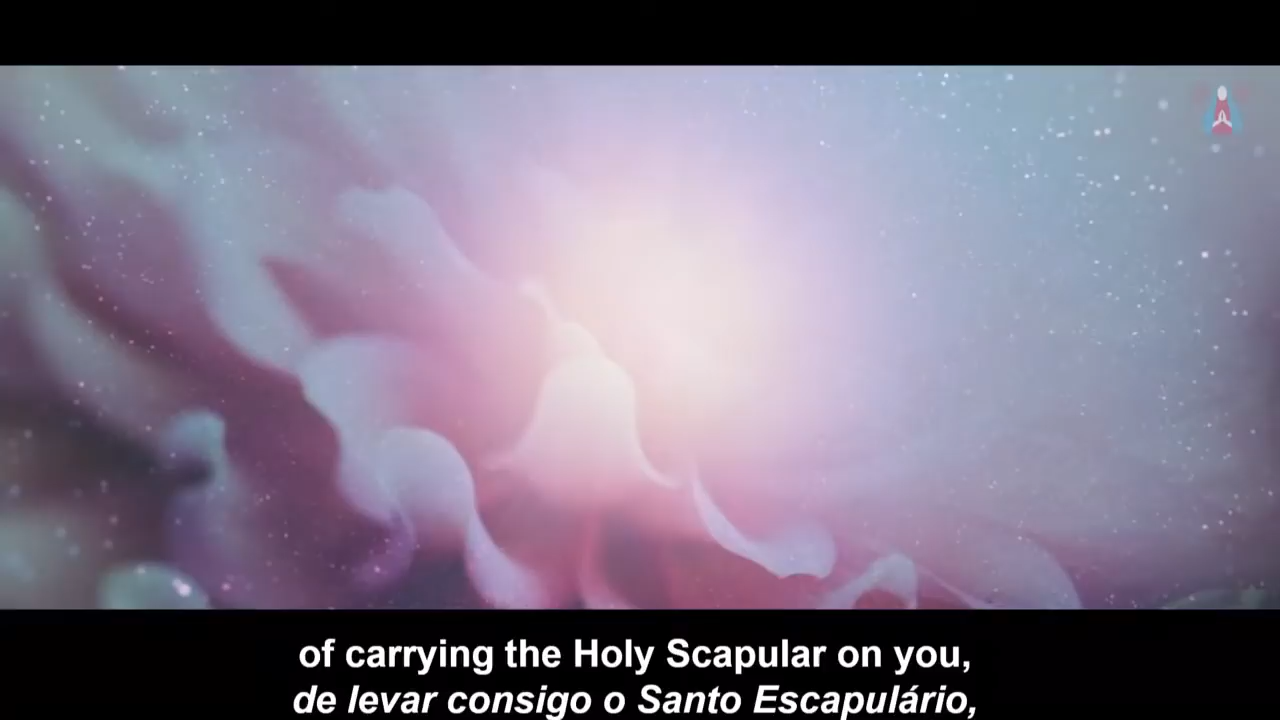 of carrying the Holy Scapular on you,
de levar consigo o Santo Escapulário,